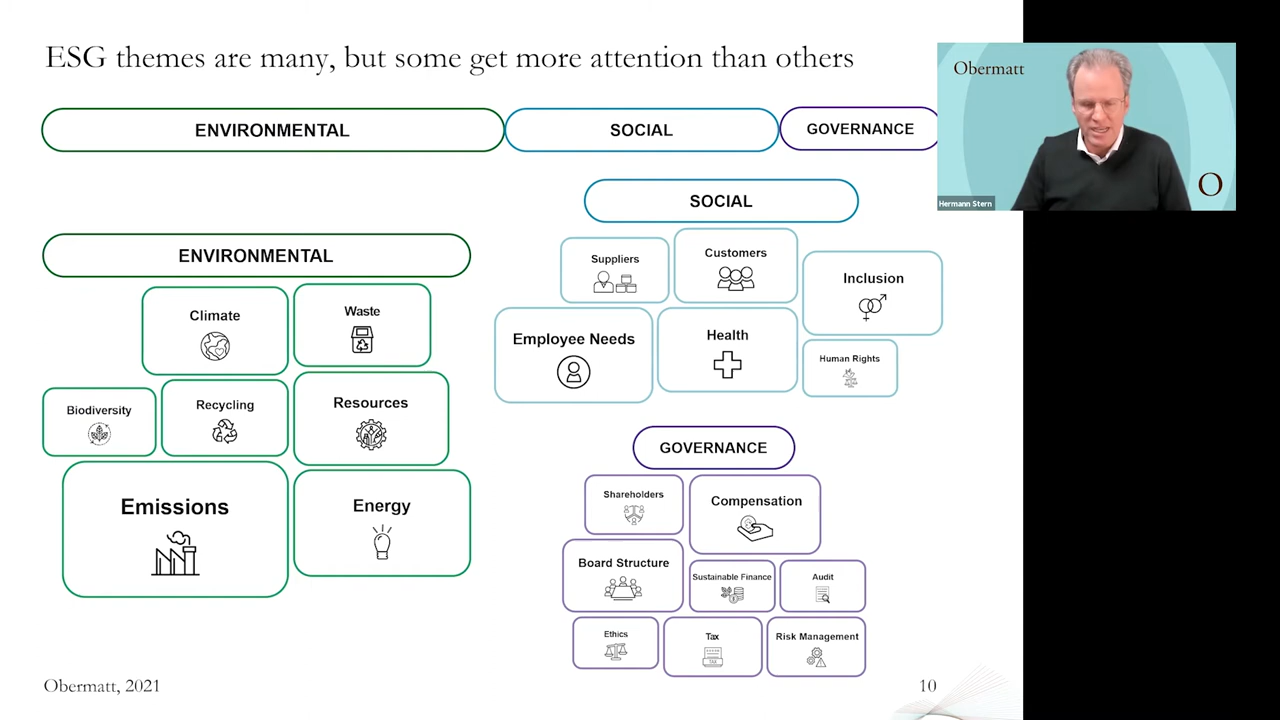 ESG themes are many, but some get more attention than others
Obermatt
O
Hermann Stern
ENVIRONMENTAL
SOCIAL
GOVERNANCE
ENVIRONMENTAL
Climate
Waste
Biodiversity
Recycling
Resources
Emissions
Energy
SOCIAL
Suppliers
Customers
Inclusion
Employee Needs
Health
Human Rights
GOVERNANCE
Shareholders
Compensation
Board Structure
Sustainable Finance
Audit
Ethics
Tax
TAX
Risk Management
Obermatt, 2021
10